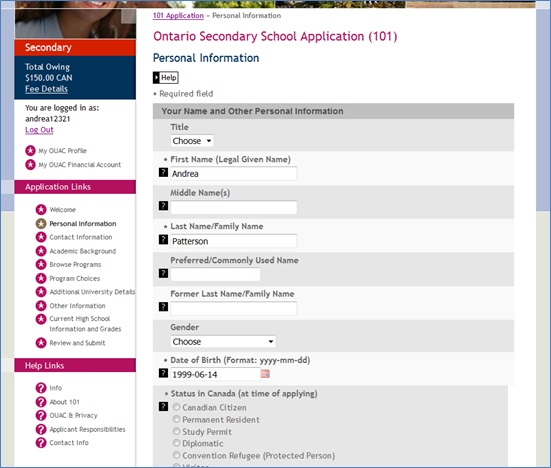 Secondary
Total Owing
$150.00 CAN
Fee Details
You are logged in as:
andrea12321
Log Out
My OUAC Profile
My OUAC Financial Account
Application Links
Welcome
Personal Information
Contact Information
Academic Background
Browse Programs
Program Choices
Additional University Details
Other Information
Current High School
Information and Grades
Review and Submit
Help Links
? Info
? About 101
? OUAC & Privacy
? Applicant Responsibilities
? Contact Info
101 Application - Personal Information
Ontario Secondary School Application (101)
Personal Information
Help
* Required field
Your Name and Other Personal Information
Title
Choose
* First Name (Legal Given Name)
? Andrea
Middle Name(s)
?
* Last Name/Family Name
? Patterson
Preferred/Commonly Used Name
?
Former Last Name/Family Name
?
Gender
Choose
* Date of Birth (Format: yyyy-mm-dd)
? 1999-06-14
* Status in Canada (at time of applying)
? Canadian Citizen
Permanent Resident
Study Permit
Diplomatic
Convention Refugee (Protected Person)